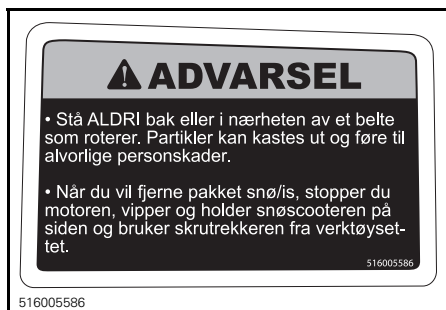 ADVARSEL
• Stå ALDRI bak eller i nærheten av et belte
som roterer. Partikler kan kastes ut og føre til
alvorlige personskader.
• Når du vil fjerne pakket snø/is, stopper du
motoren, vipper og holder snøscooteren på
siden og bruker skrutrekkeren fra verktøyset-
tet.
516005586
516005586